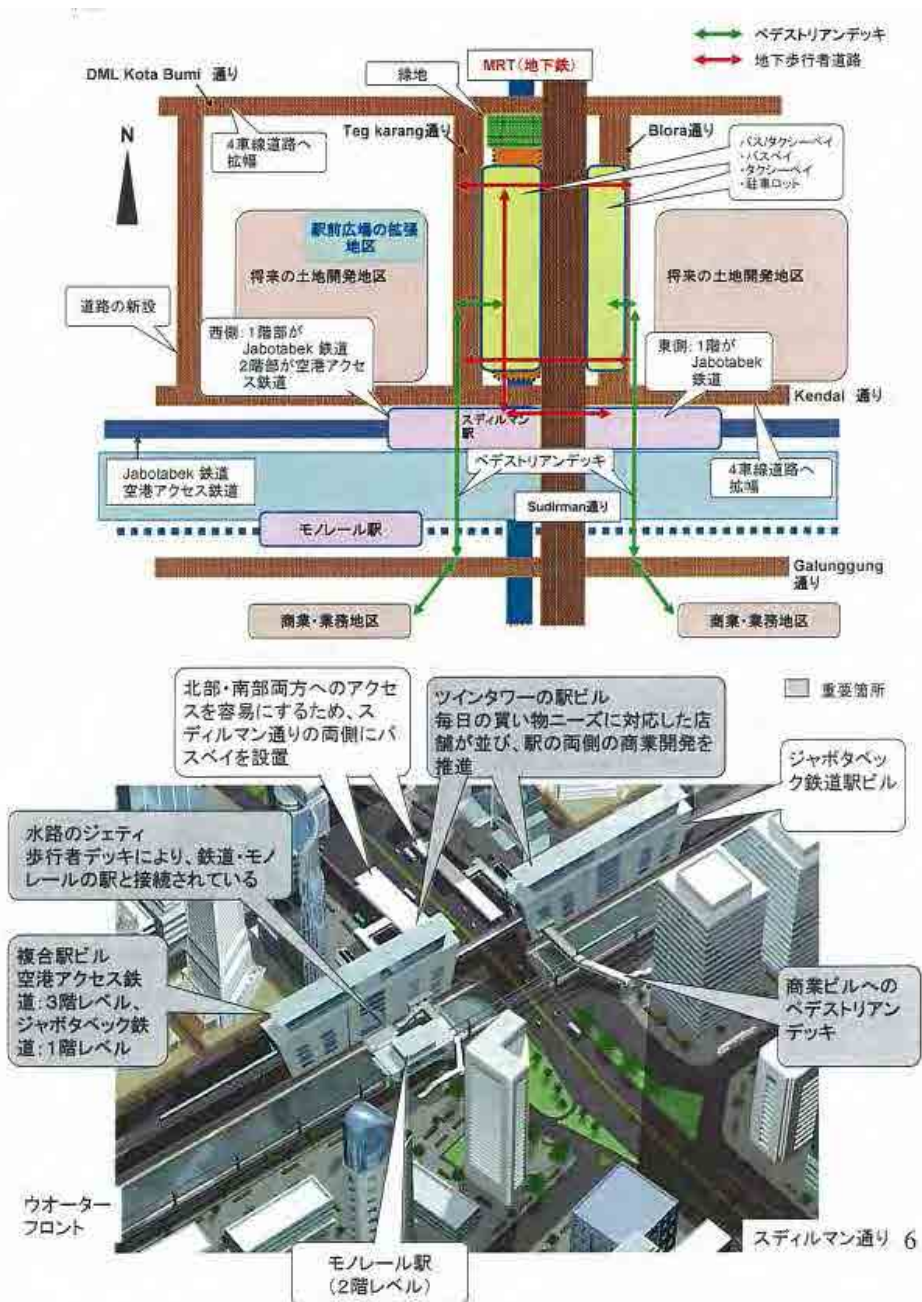 ペデストリアンデッキ
地下歩行者道路
MRT(地下鉄)
緑地
DML Kota Bumi 通り
N
4車線道路へ
拡幅
Teg karang通り
Blora通り
バス/タクシーベイ
・バスベイ
・タクシーベイ
・駐車ロット
駅前広場の拡張
地区
将来の土地開発地区
将来の土地開発地区
道路の新設
西側:1階部が
Jabotabek 鉄道
2階部が空港アクセ
ス鉄道
東側:1階が
Jabotabek
鉄道
Kendal 通り
スディルマン
駅
Jabotabek 鉄道
空港アクセス鉄道
ペデストリアンデッキ
4車線道路へ
拡幅
Sudirman通り
モノレール駅
Galunggung
通り
商業・業務地区
商業・業務地区
北部・南部両方へのアクセ
スを容易にするため、ス
ディルマン通りの両側にバ
スベイを設置
ツインタワーの駅ビル
毎日の買い物ニーズに対応した店
舗が並び、駅の両側の商業開発を
推進
重要箇所
ジャボタベッ
ク鉄道駅ビル
水路のジェティ
歩行者デッキにより、鉄道・モノ
レールの駅と接続されている
複合駅ビル
空港アクセス鉄
道:3階レベル、
ジャボタベック鉄
道:1階レベル
商業ビルへの
ペデストリアン
デッキ
ウオーター
フロント
モノレール駅
(2階レベル)
スディルマン通り 6